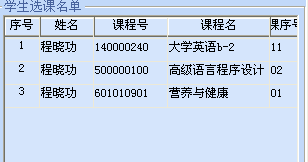 学生选课名单
序号 姓名 课程号 课程名 课序号
1 程晓功 140000240 大学英语b-2 11
2 程晓功 500000100 高级语言程序设计 02
3 程晓功 601010901 营养与健康 01